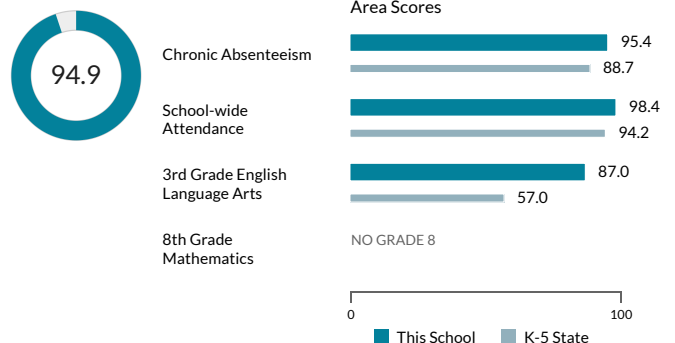 Area Scores
94.9
Chronic Absenteeism
95.4
88.7
School-wide
Attendance
98.4
94.2
3rd Grade English
Language Arts
87.0
57.0
8th Grade
Mathematics
NO GRADE 8
0
100
This School
K-5 State